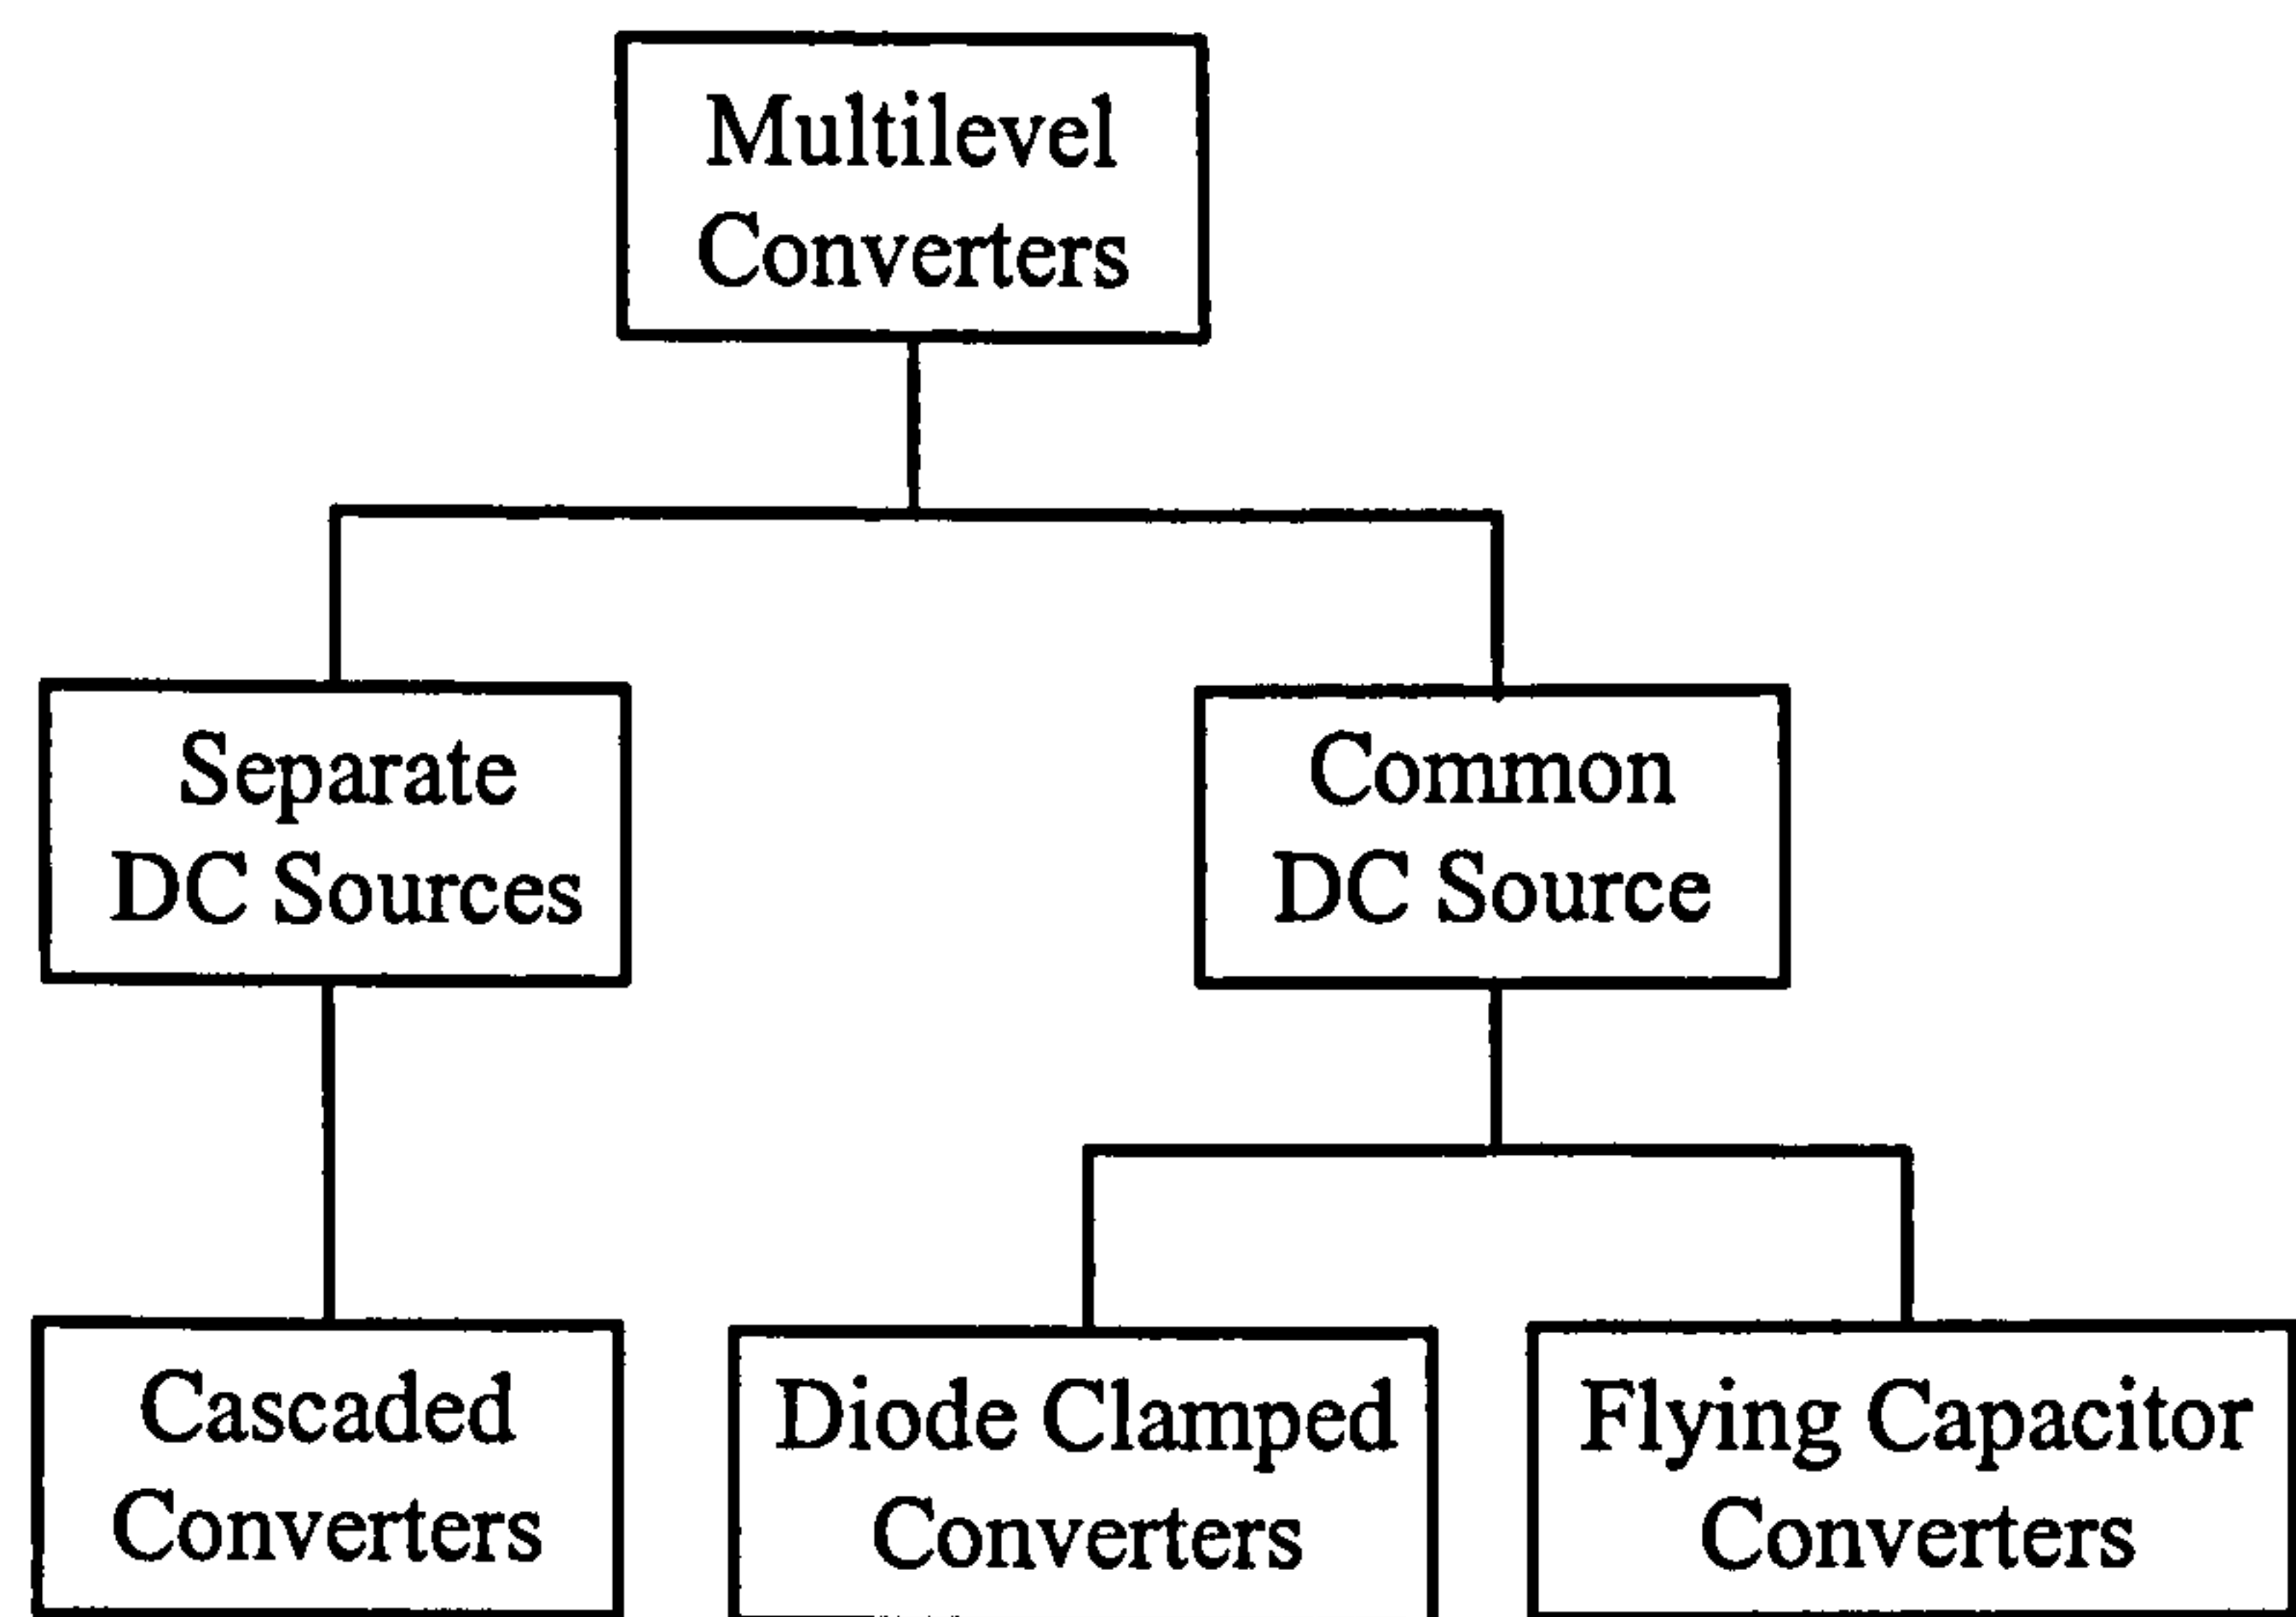 Multilevel
Converters
Separate
DC Sources
Common
DC Source
Cascaded
Converters
Diode Clamped
Converters
Flying Capacitor
Converters